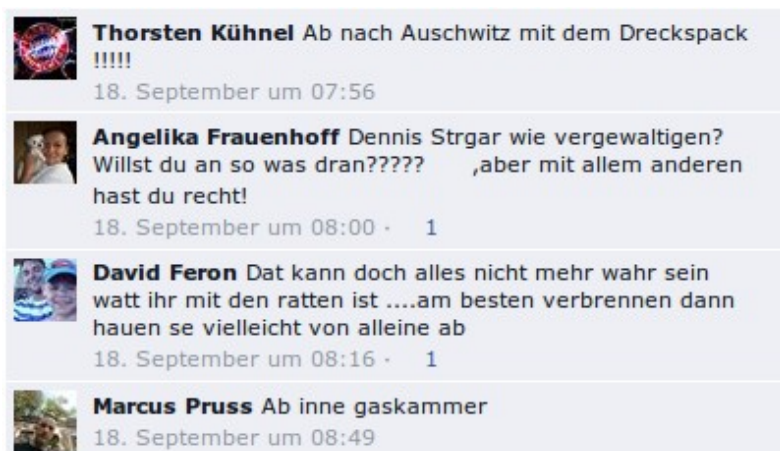 Thorsten Kühnel Ab nach Auschwitz mit dem Dreckspack
!!!!!
18. September um 07:56
Angelika Frauenhoff Dennis Strgar wie vergewaltigen?
Willst du an so was dran????? ,aber mit allem anderen
hast du recht!
18. September um 08:00 · 1
David Feron Dat kann doch alles nicht mehr wahr sein
watt ihr mit den ratten ist ....am besten verbrennen dann
hauen se vielleicht von alleine ab
18. September um 08:16 · 1
Marcus Pruss Ab inne gaskammer
18. September um 08:49